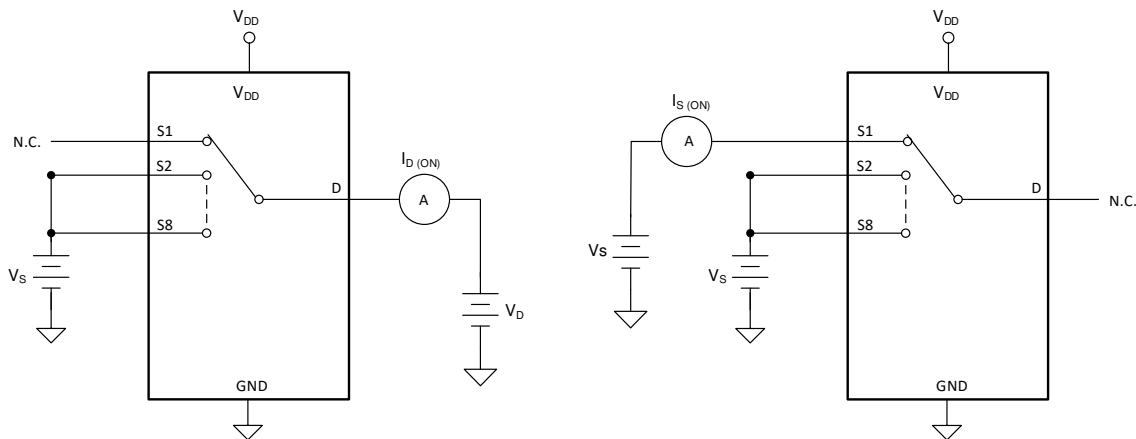 VDD
VDD
N.C.
S1
S2
S8
VS
D
ID (ON)
A
VD
GND
VDD
VDD
IS (ON)
A
Vs
S1
S2
S8
VS
D
N.C.
GND